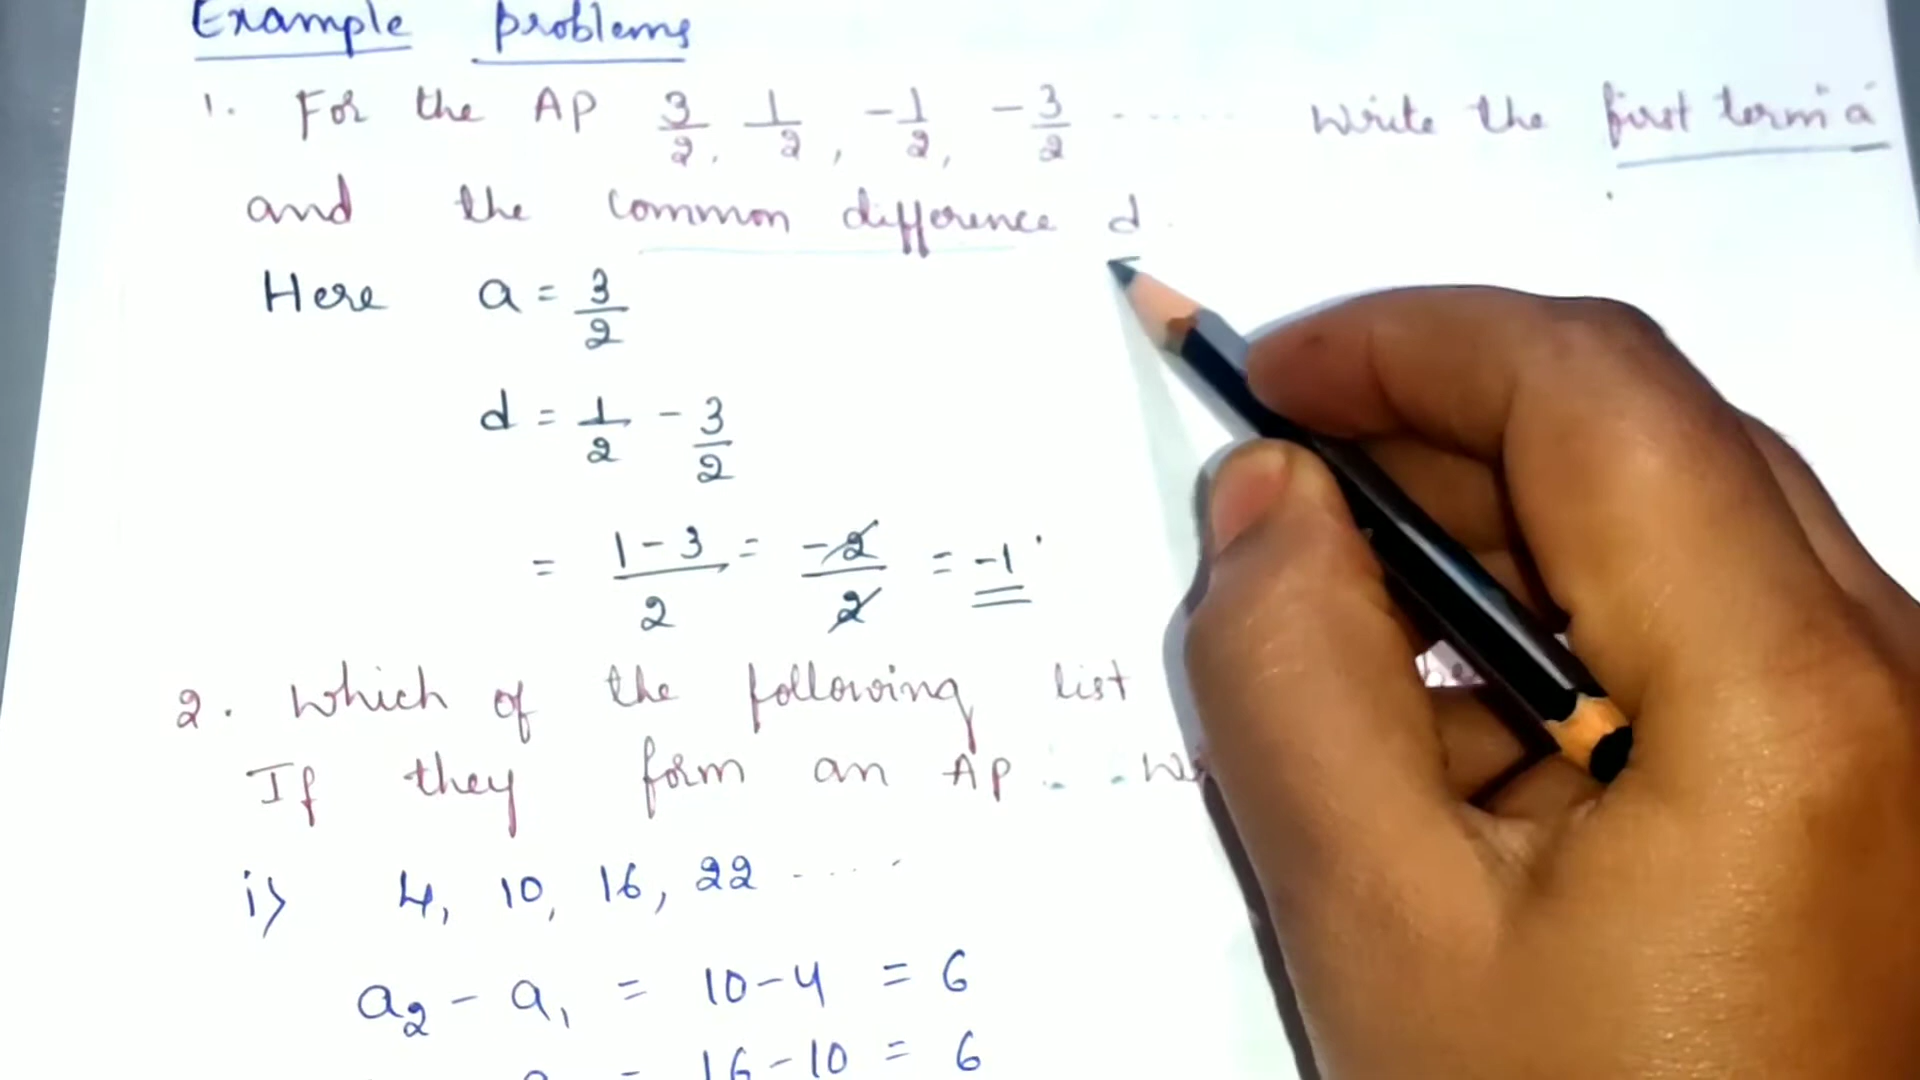 Example problems
1. For the AP 3/2, 1/2, -1/2, -3/2 ...... Write the first term "a"
and the common difference d.
Here a = 3/2
d = 1/2 - 3/2
= 1-3/2 = -2/2 = -1
2. Which of the following list
If they form an AP
i) 4, 10, 16, 22 .....
a2 - a1 = 10-4 = 6
= 16-10 = 6